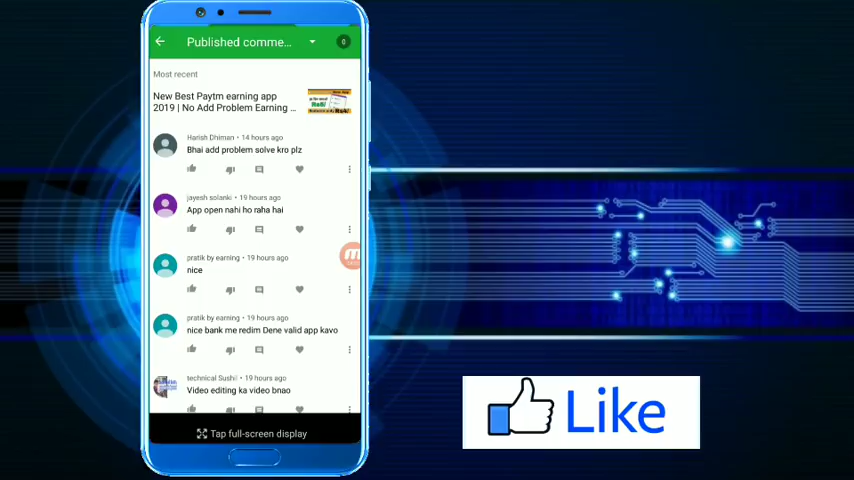 Published comme...
0
Most recent
New Best Paytm earning app
2019 | No Add Problem Earning ...
Harish Dhiman • 14 hours ago
Bhai add problem solve kro plz
jayesh solanki • 19 hours ago
App open nahi ho raha hai
pratik by earning • 19 hours ago
nice
pratik by earning • 19 hours ago
nice bank me redim Dene valid app kavo
technical Sushil • 19 hours ago
Video editing ka video bnao
Tap full-screen display
Like